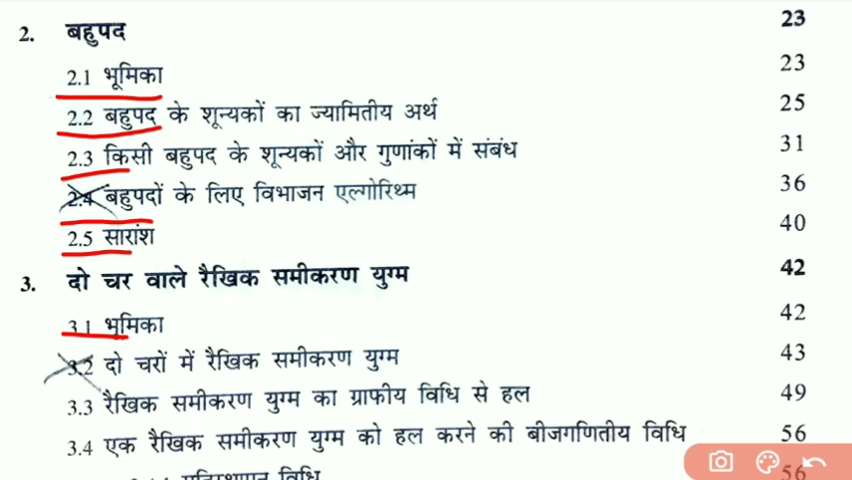 2. बहुपद 23
2.1 भूमिका 23
2.2 बहुपद के शून्यकों का ज्यामितीय अर्थ 25
2.3 किसी बहुपद के शून्यकों और गुणांकों में संबंध 31
2.4 बहुपदों के लिए विभाजन एल्गोरिथ्म 36
2.5 सारांश 40
3. दो चर वाले रैखिक समीकरण युग्म 42
3.1 भूमिका 42
3.2 दो चरों में रैखिक समीकरण युग्म 43
3.3 रैखिक समीकरण युग्म का ग्राफीय विधि से हल 49
3.4 एक रैखिक समीकरण युग्म को हल करने की बीजगणितीय विधि 56
विधि 56